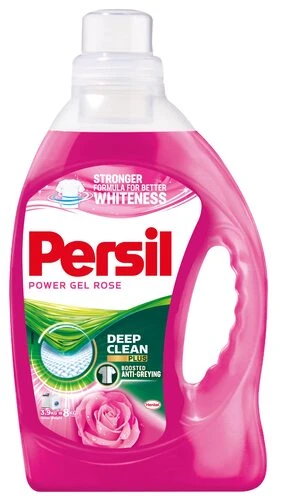 STRONGER
FORMULA FOR BETTER
WHITENESS
Persil
POWER GEL ROSE
DEEP
CLEAN
PLUS
BOOSTED
ANTI-GREYING
Henkel